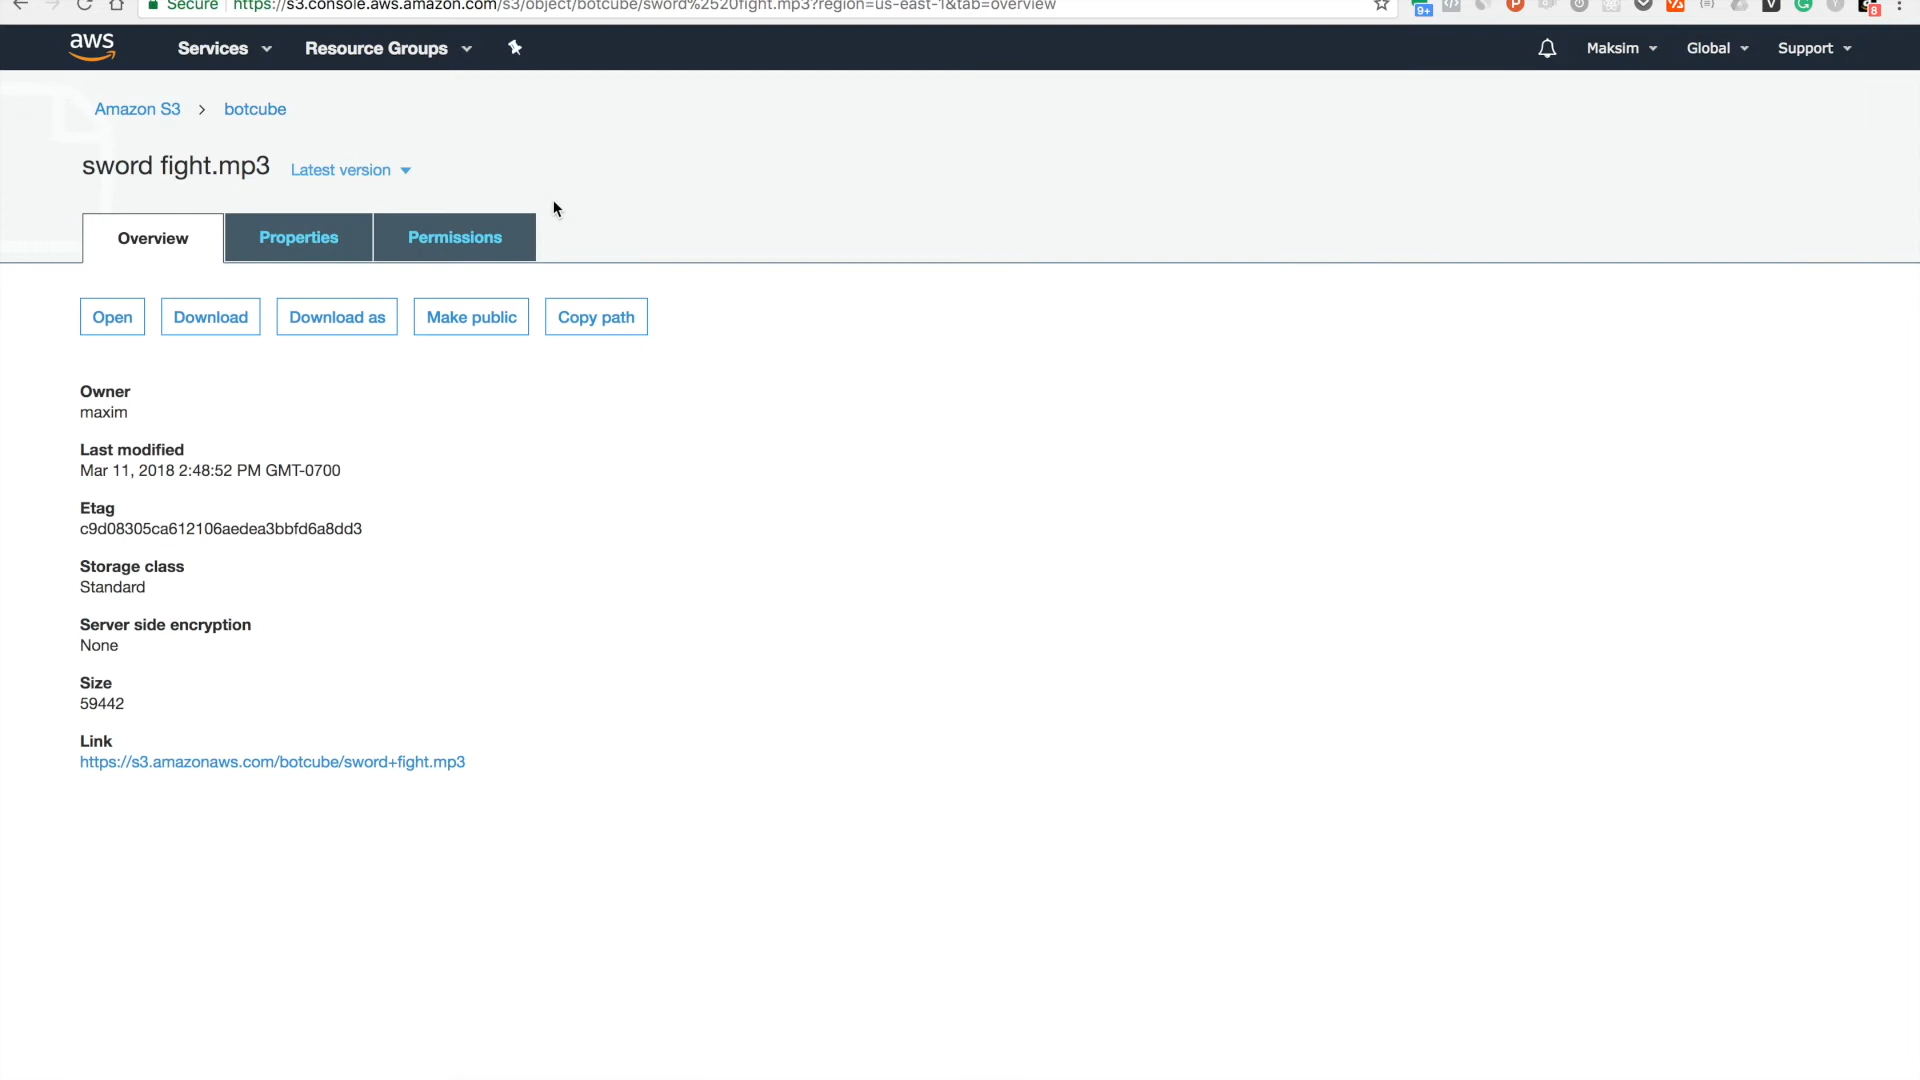 Secure https://s3.console.aws.amazon.com/s3/object/botcube/sword%2520fight.mp3?region=us-east-1&tab=overview
9+
8
aws Services Resource Groups Maksim Global Support
Amazon S3 > botcube
sword fight.mp3 Latest version
Overview Properties Permissions
Open Download Download as Make public Copy path
Owner
maxim
Last modified
Mar 11, 2018 2:48:52 PM GMT-0700
Etag
c9d08305ca612106aedea3bbfd6a8dd3
Storage class
Standard
Server side encryption
None
Size
59442
Link
https://s3.amazonaws.com/botcube/sword+fight.mp3